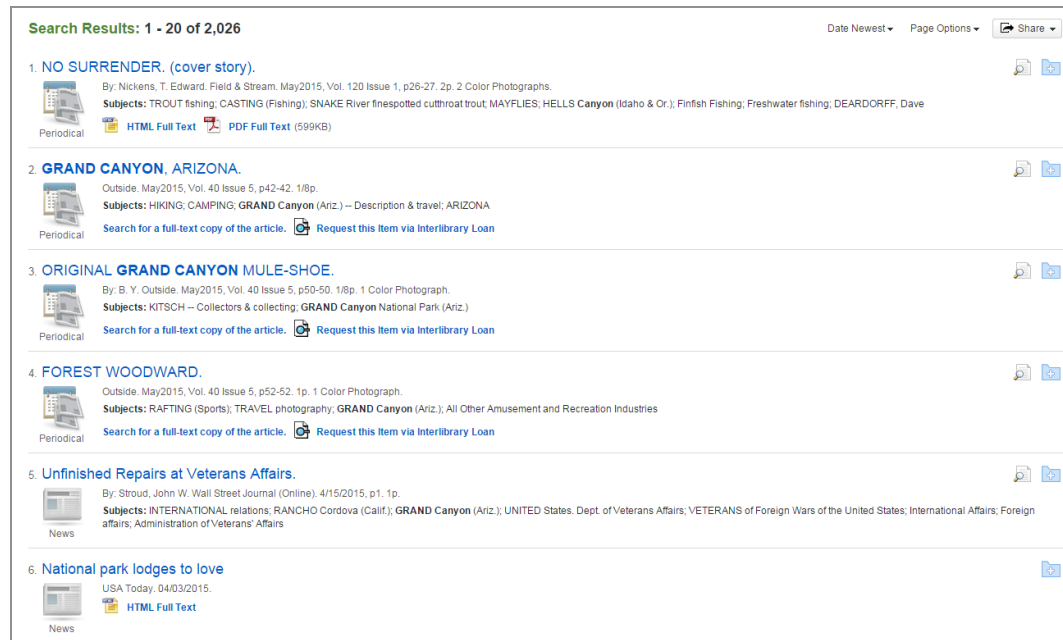 Search Results: 1 - 20 of 2,026
Date Newest Page Options Share
1. NO SURRENDER. (cover story).
By: Nickens, T. Edward. Field & Stream. May2015, Vol. 120 Issue 1, p26-27. 2p. 2 Color Photographs.
Subjects: TROUT fishing; CASTING (Fishing); SNAKE River finespotted cutthroat trout; MAYFLIES; HELLS Canyon (Idaho & Or.); Finfish Fishing; Freshwater fishing; DEARDORFF, Dave
Periodical
HTML Full Text PDF Full Text (599KB)
2. GRAND CANYON, ARIZONA.
Outside. May2015, Vol. 40 Issue 5, p42-42. 1/8p.
Subjects: HIKING; CAMPING; GRAND Canyon (Ariz.) -- Description & travel; ARIZONA
Periodical
Search for a full-text copy of the article. Request this Item via Interlibrary Loan
3. ORIGINAL GRAND CANYON MULE-SHOE.
By: B. Y. Outside. May2015, Vol. 40 Issue 5, p50-50. 1/8p. 1 Color Photograph.
Subjects: KITSCH -- Collectors & collecting; GRAND Canyon National Park (Ariz.)
Periodical
Search for a full-text copy of the article. Request this Item via Interlibrary Loan
4. FOREST WOODWARD.
Outside. May2015, Vol. 40 Issue 5, p52-52. 1p. 1 Color Photograph.
Subjects: RAFTING (Sports); TRAVEL photography; GRAND Canyon (Ariz.); All Other Amusement and Recreation Industries
Periodical
Search for a full-text copy of the article. Request this Item via Interlibrary Loan
5. Unfinished Repairs at Veterans Affairs.
By: Stroud, John W. Wall Street Journal (Online). 4/15/2015, p1. 1p.
Subjects: INTERNATIONAL relations; RANCHO Cordova (Calif.); GRAND Canyon (Ariz.); UNITED States. Dept. of Veterans Affairs; VETERANS of Foreign Wars of the United States; International Affairs; Foreign
affairs; Administration of Veterans' Affairs
News
6. National park lodges to love
USA Today. 04/03/2015.
HTML Full Text
News